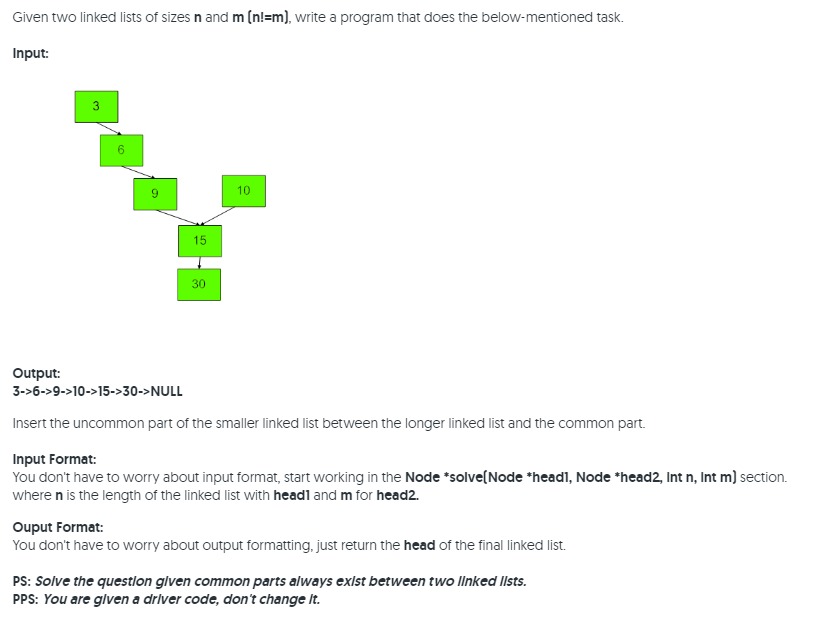 Given two linked lists of sizes n and m (n!=m), write a program that does the below-mentioned task.
Input:
3
6
9
10
15
30
Output:
3->6->9->10->15->30->NULL
Insert the uncommon part of the smaller linked list between the longer linked list and the common part.
Input Format:
You don't have to worry about input format, start working in the Node *solve(Node *head1, Node *head2, int n, int m) section.
where n is the length of the linked list with head1 and m for head2.
Ouput Format:
You don't have to worry about output formatting, just return the head of the final linked list.
PS: Solve the question given common parts always exist between two linked lists.
PPS: You are given a driver code, don't change it.